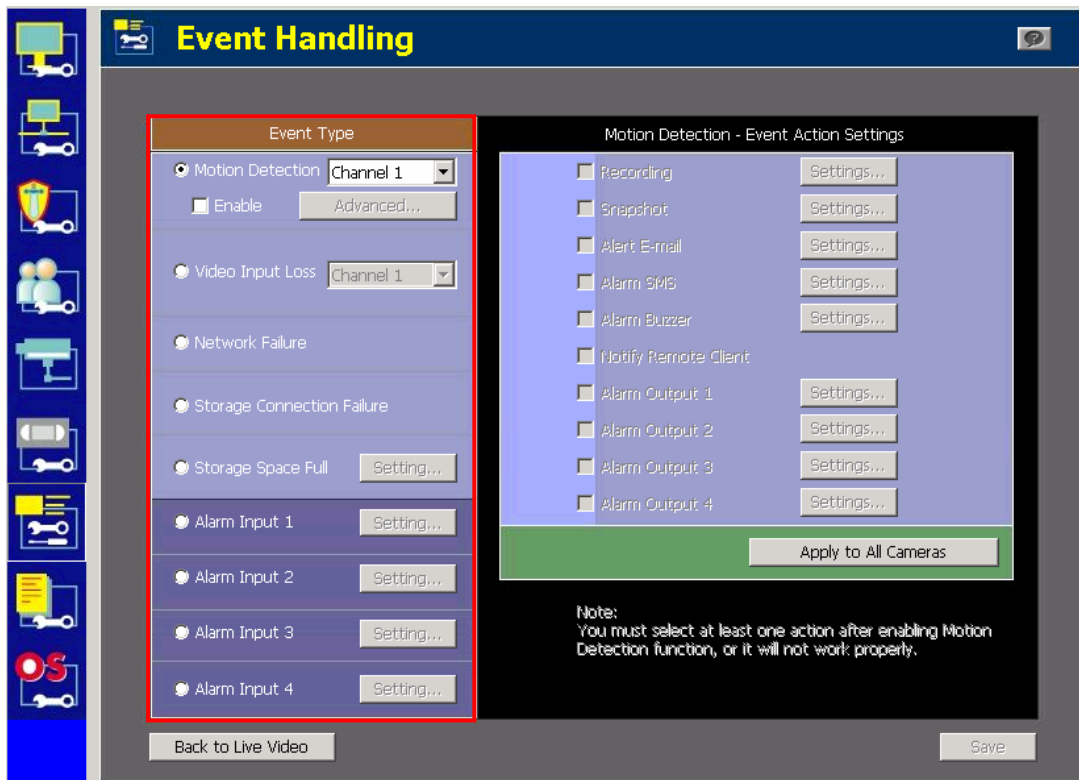 Event Handling
Event Type
Motion Detection Channel 1
Enable Advanced...
Video Input Loss Channel 1
Network Failure
Storage Connection Failure
Storage Space Full Setting...
Alarm Input 1 Setting...
Alarm Input 2 Setting...
Alarm Input 3 Setting...
Alarm Input 4 Setting...
Motion Detection - Event Action Settings
Recording Settings...
Snapshot Settings...
Alert E-mail Settings...
Alarm SMS Settings...
Alarm Buzzer Settings...
Notify Remote Client
Alarm Output 1 Settings...
Alarm Output 2 Settings...
Alarm Output 3 Settings...
Alarm Output 4 Settings...
Apply to All Cameras
Note:
You must select at least one action after enabling Motion
Detection function, or it will not work properly.
OS
Back to Live Video
Save